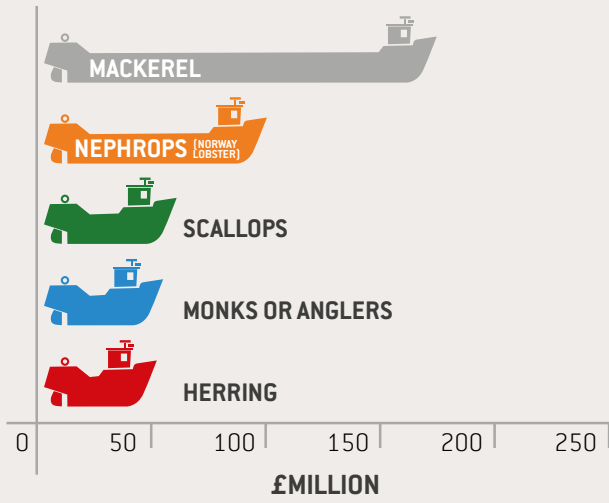 MACKEREL
NEPHROPS (NORWAY
LOBSTER)
SCALLOPS
MONKS OR ANGLERS
HERRING
0 50 100 150 200 250
£MILLION